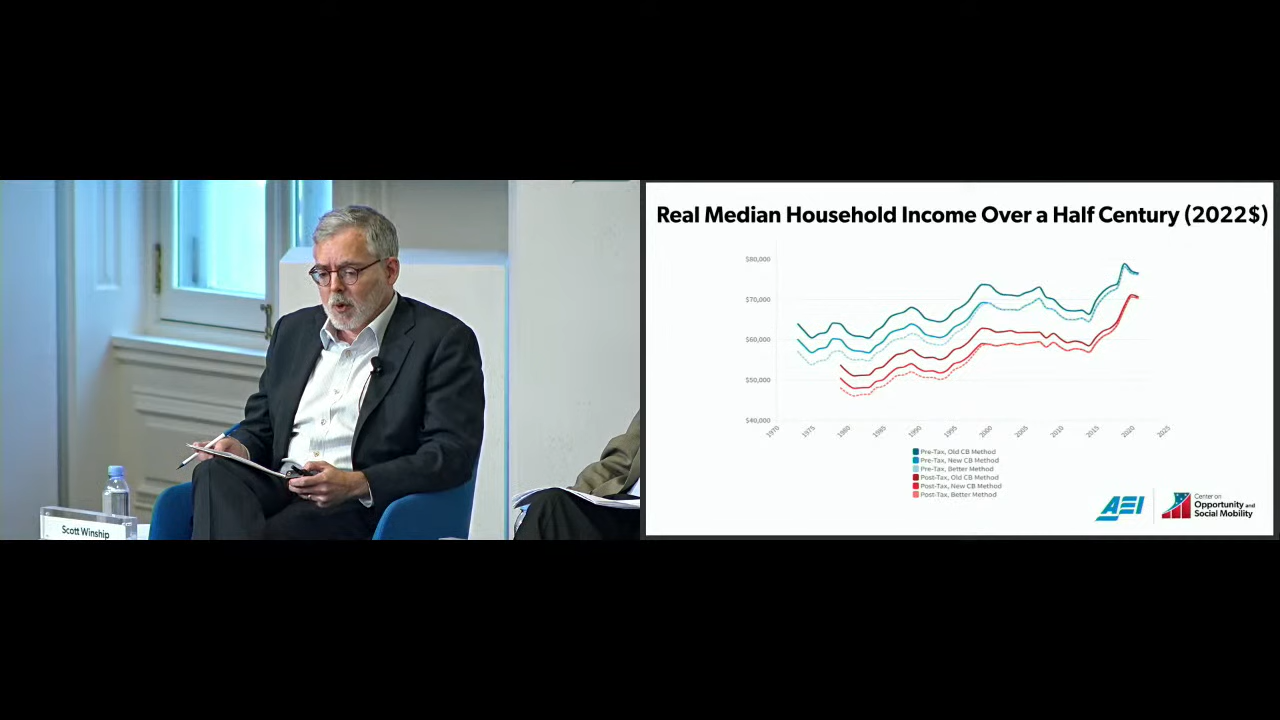 Scott Winship
Real Median Household Income Over a Half Century (2022$)
$80,000
$70,000
$60,000
$50,000
$40,000
1970
1975
1980
1985
1990
1995
2000
2005
2010
2015
2020
2025
Pre-Tax, Old CB Method
Pre-Tax, New CB Method
Pre-Tax, Better Method
Post-Tax, Old CB Method
Post-Tax, New CB Method
Post-Tax, Better Method
AEI
Center on
Opportunity and
Social Mobility